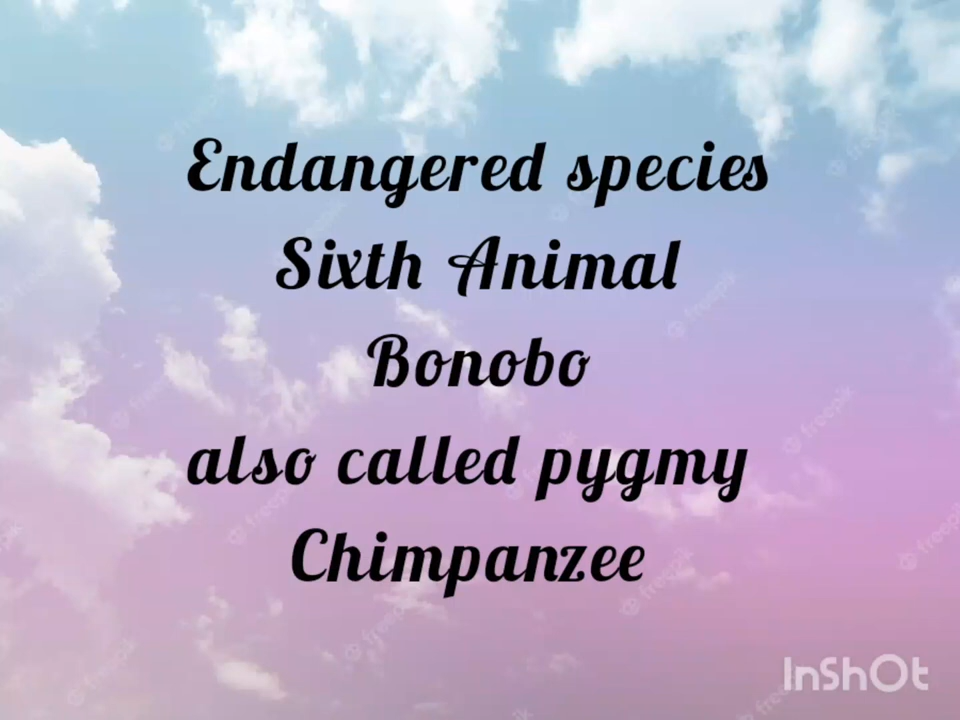 Endangered species
Sixth Animal
Bonobo
also called pygmy
Chimpanzee
InShOt